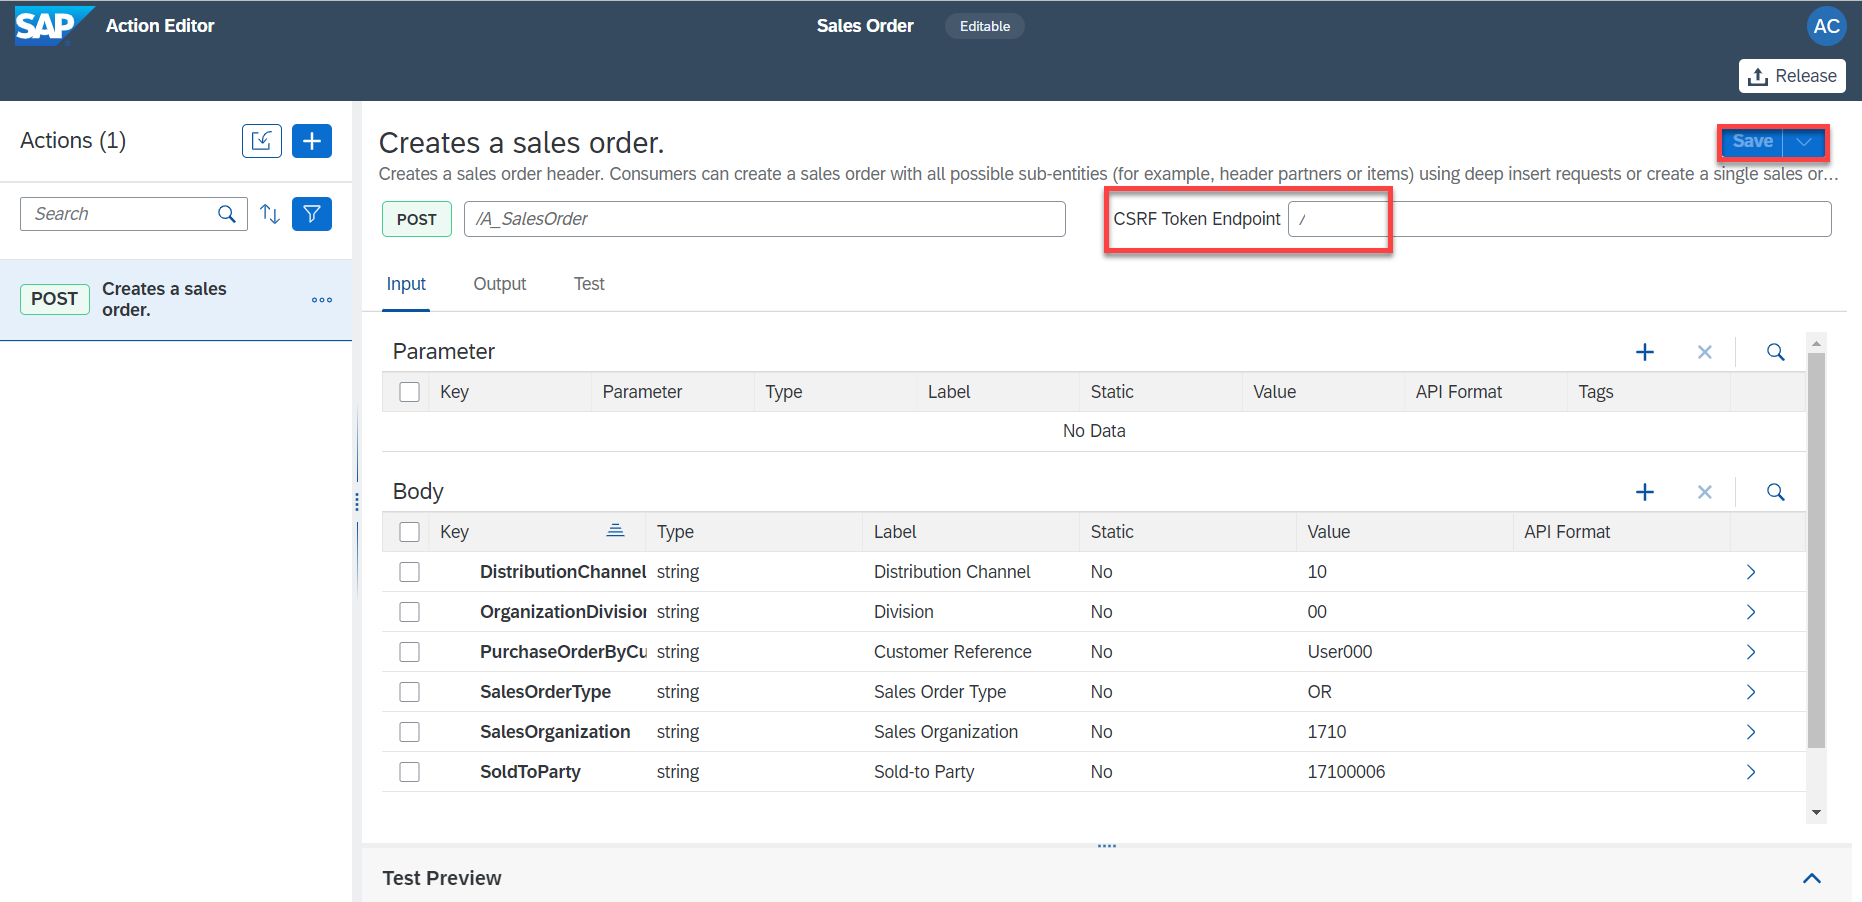 SAP Action Editor Sales Order Editable AC
Release
Actions (1)
Search
POST Creates a sales order.
Creates a sales order.
Save
Creates a sales order header. Consumers can create a sales order with all possible sub-entities (for example, header partners or items) using deep insert requests or create a single sales or...
POST /A_SalesOrder CSRF Token Endpoint /
Input Output Test
Parameter
Key Parameter Type Label Static Value API Format Tags
No Data
Body
Key Type Label Static Value API Format
DistributionChannel string Distribution Channel No 10
OrganizationDivision string Division No 00
PurchaseOrderByCu string Customer Reference No User000
SalesOrderType string Sales Order Type No OR
SalesOrganization string Sales Organization No 1710
SoldToParty string Sold-to Party No 17100006
Test Preview